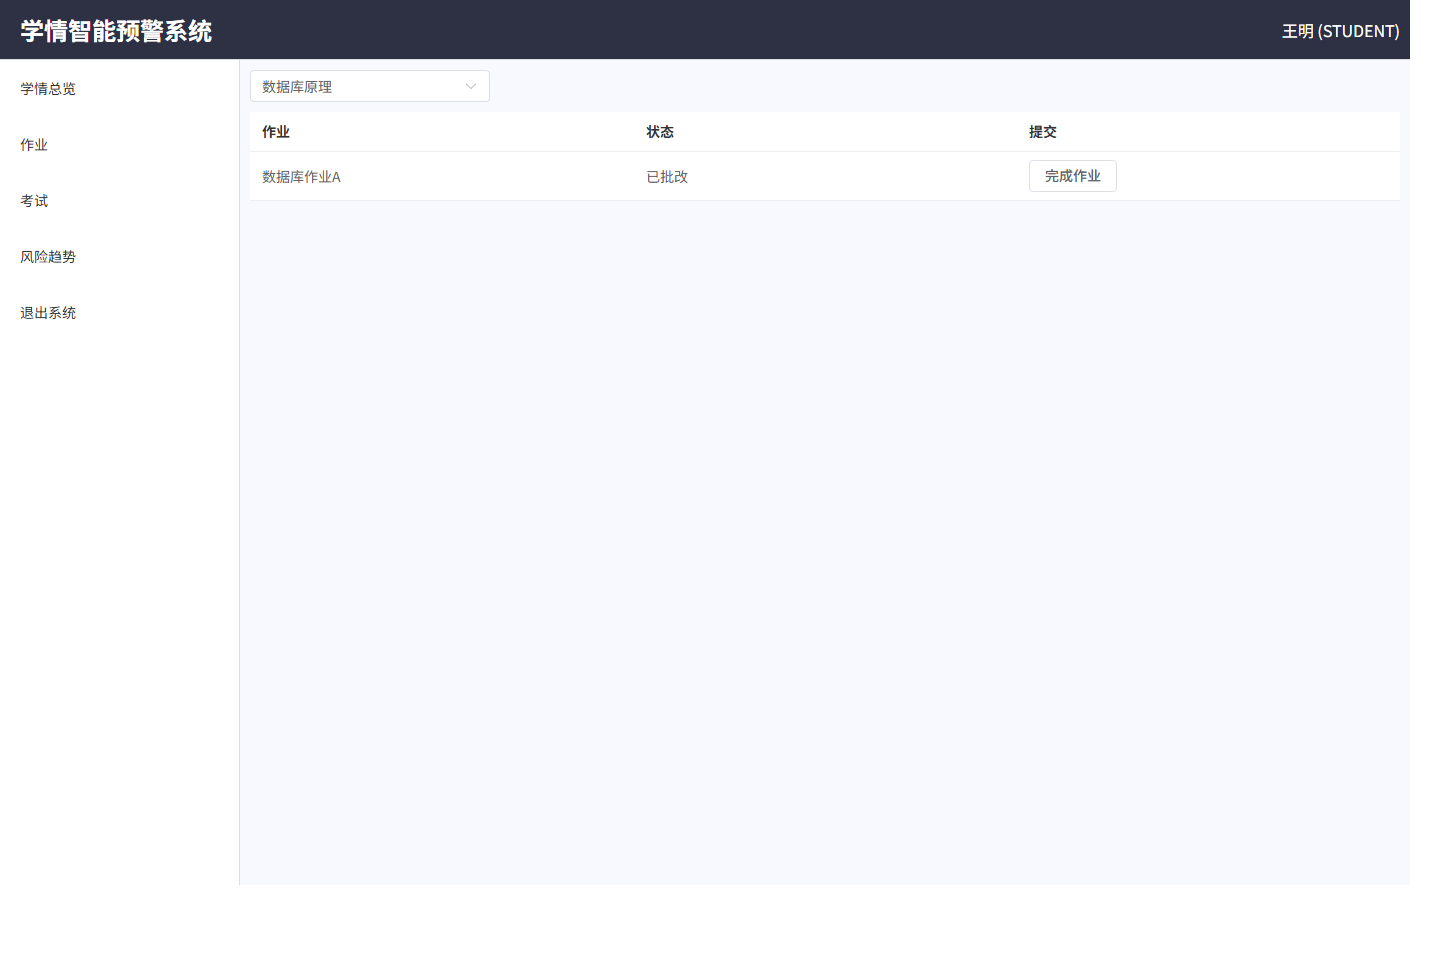 学情智能预警系统
王明 (STUDENT)
学情总览
作业
考试
风险趋势
退出系统
数据库原理
作业 状态 提交
数据库作业A 已批改 完成作业